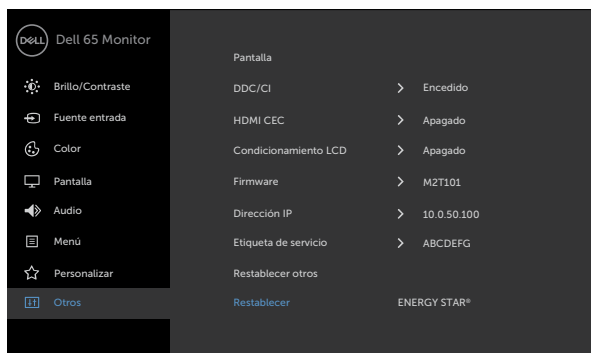 DELL Dell 65 Monitor
Brillo/Contraste
Fuente entrada
Color
Pantalla
Audio
Menú
Personalizar
Otros
Pantalla
DDC/CI Encedido
HDMI CEC Apagado
Condicionamiento LCD Apagado
Firmware M2T101
Dirección IP 10.0.50.100
Etiqueta de servicio ABCDEFG
Restablecer otros
Restablecer ENERGY STAR®